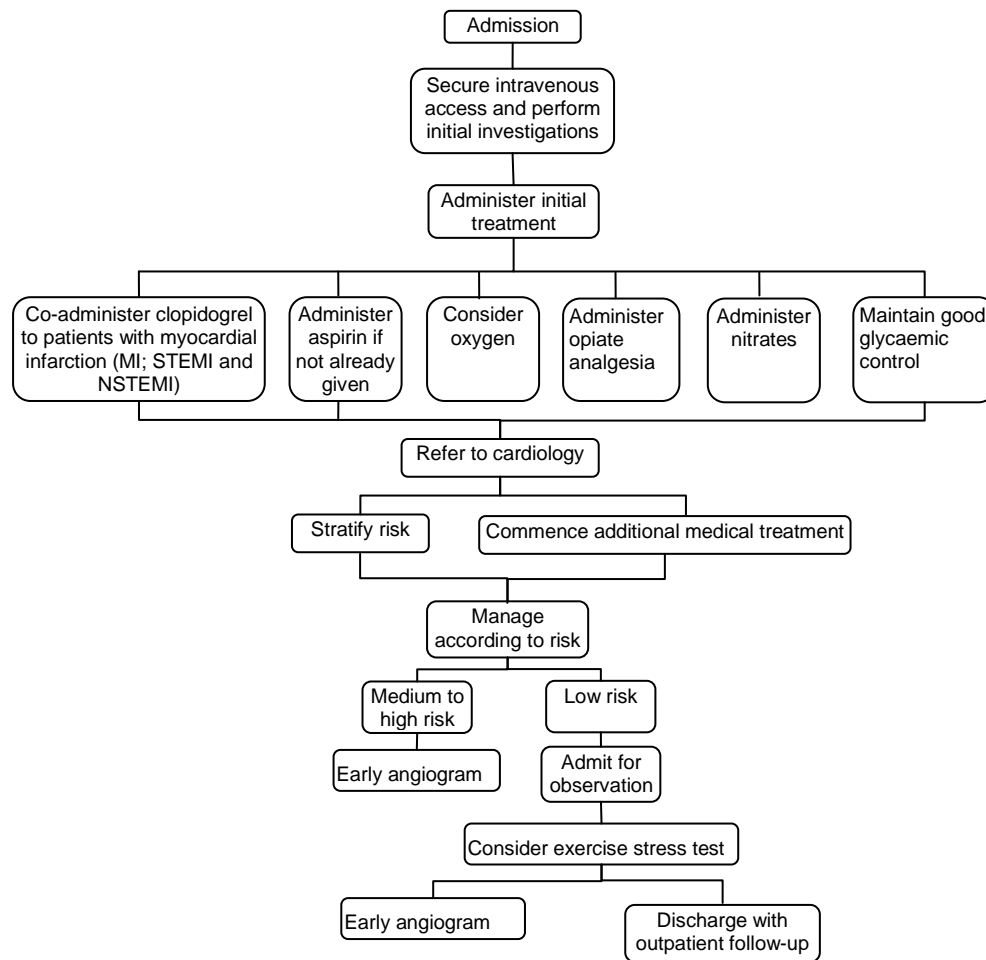 Admission
Secure intravenous
access and perform
initial investigations
Administer initial
treatment
Co-administer clopidogrel
to patients with myocardial
infarction (MI; STEMI and
NSTEMI)
Administer
aspirin if
not already
given
Consider
oxygen
Administer
opiate
analgesia
Administer
nitrates
Maintain good
glycaemic
control
Refer to cardiology
Stratify risk
Commence additional medical treatment
Manage
according to risk
Medium to
high risk
Low risk
Early angiogram
Admit for
observation
Consider exercise stress test
Early angiogram
Discharge with
outpatient follow-up